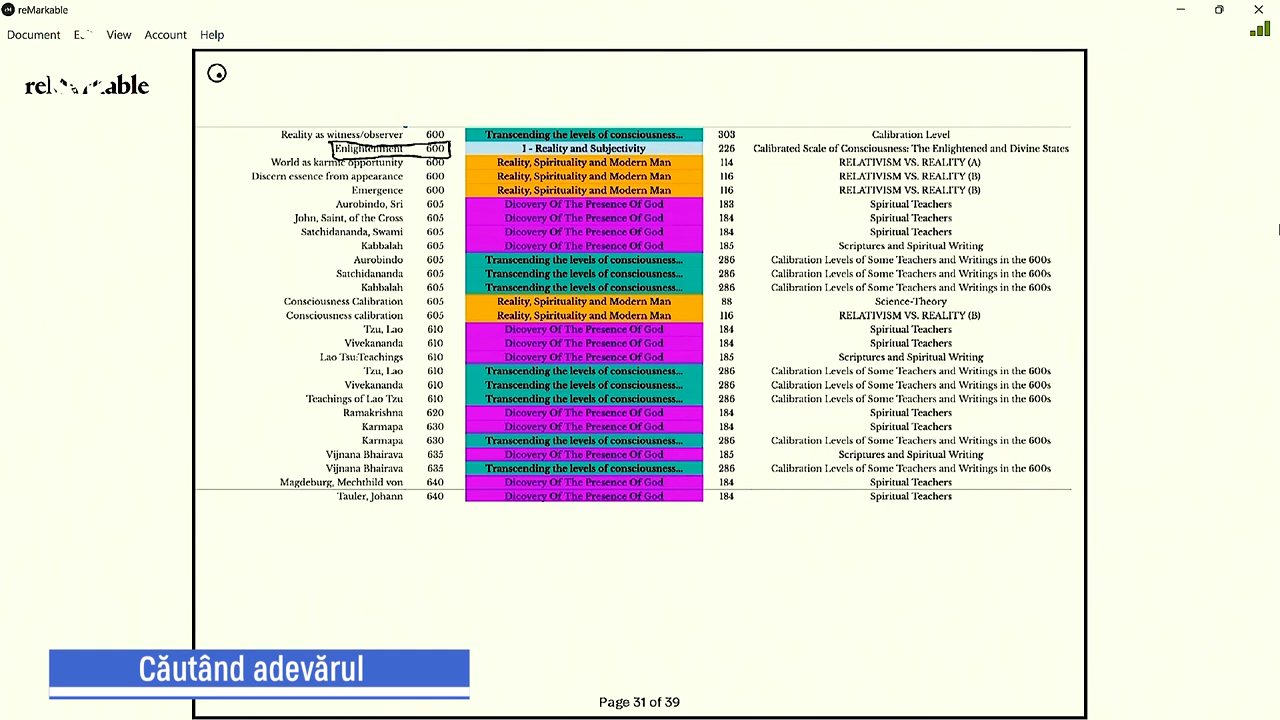 reMarkable
Document View Account Help
Reality as witness/observer 600 Transcending the levels of consciousness... 303 Calibration Level
Enlightenment 600 I - Reality and Subjectivity 226 Calibrated Scale of Consciousness: The Enlightened and Divine States
World as karmic opportunity 600 Reality, Spirituality and Modern Man 114 RELATIVISM VS. REALITY (A)
Discern essence from appearance 600 Reality, Spirituality and Modern Man 116 RELATIVISM VS. REALITY (B)
Emergence 600 Reality, Spirituality and Modern Man 116 RELATIVISM VS. REALITY (B)
Aurobindo, Sri 605 Dicovery Of The Presence Of God 183 Spiritual Teachers
John, Saint, of the Cross 605 Dicovery Of The Presence Of God 184 Spiritual Teachers
Satchidananda, Swami 605 Dicovery Of The Presence Of God 184 Spiritual Teachers
Kabbalah 605 Dicovery Of The Presence Of God 185 Scriptures and Spiritual Writing
Aurobindo 605 Transcending the levels of consciousness... 286 Calibration Levels of Some Teachers and Writings in the 600s
Satchidananda 605 Transcending the levels of consciousness... 286 Calibration Levels of Some Teachers and Writings in the 600s
Kabbalah 605 Transcending the levels of consciousness... 286 Calibration Levels of Some Teachers and Writings in the 600s
Consciousness Calibration 605 Reality, Spirituality and Modern Man 88 Science-Theory
Consciousness calibration 605 Reality, Spirituality and Modern Man 116 RELATIVISM VS. REALITY (B)
Tzu, Lao 610 Dicovery Of The Presence Of God 184 Spiritual Teachers
Vivekananda 610 Dicovery Of The Presence Of God 184 Spiritual Teachers
Lao Tsu:Teachings 610 Dicovery Of The Presence Of God 185 Scriptures and Spiritual Writing
Tzu, Lao 610 Transcending the levels of consciousness... 286 Calibration Levels of Some Teachers and Writings in the 600s
Vivekananda 610 Transcending the levels of consciousness... 286 Calibration Levels of Some Teachers and Writings in the 600s
Teachings of Lao Tzu 610 Transcending the levels of consciousness... 286 Calibration Levels of Some Teachers and Writings in the 600s
Ramakrishna 620 Dicovery Of The Presence Of God 184 Spiritual Teachers
Karmapa 630 Dicovery Of The Presence Of God 184 Spiritual Teachers
Karmapa 630 Transcending the levels of consciousness... 286 Calibration Levels of Some Teachers and Writings in the 600s
Vijnana Bhairava 635 Dicovery Of The Presence Of God 185 Scriptures and Spiritual Writing
Vijnana Bhairava 635 Transcending the levels of consciousness... 286 Calibration Levels of Some Teachers and Writings in the 600s
Magdeburg, Mechthild von 640 Dicovery Of The Presence Of God 184 Spiritual Teachers
Tauler, Johann 640 Dicovery Of The Presence Of God 184 Spiritual Teachers
Căutând adevărul
Page 31 of 39